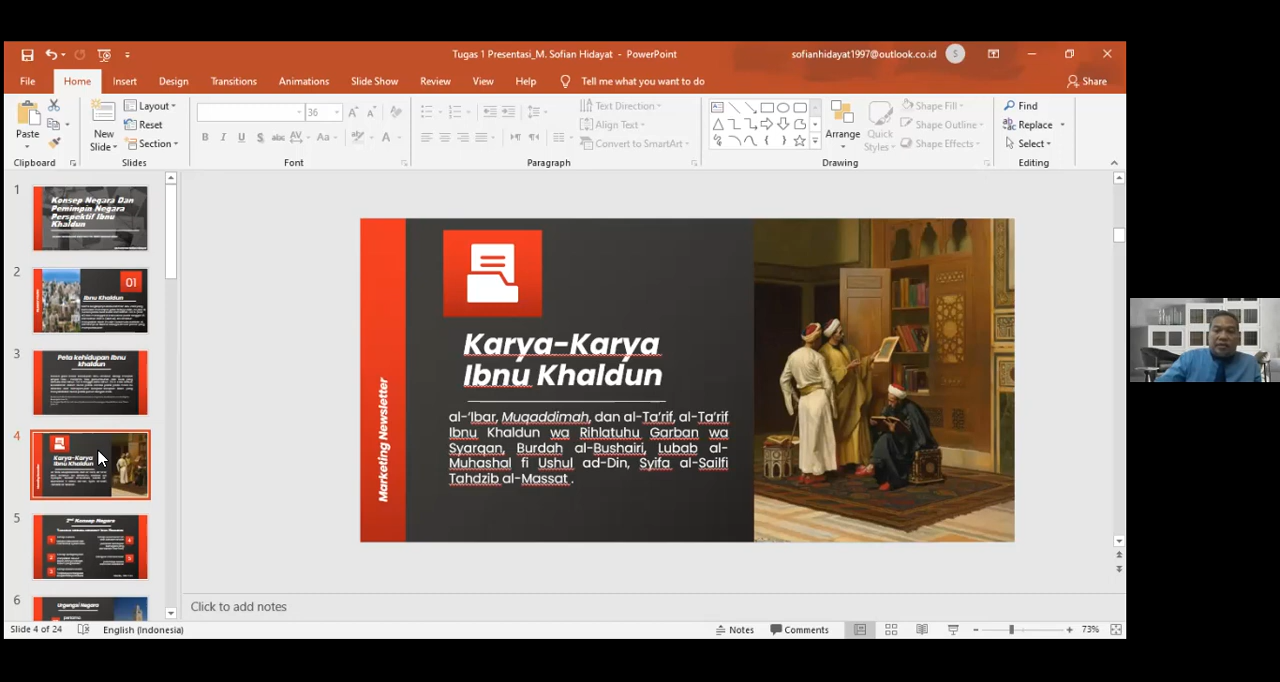 Tugas 1 Presentasi_M. Sofian Hidayat - PowerPoint
sofianhidayat1997@outlook.co.id
S
File
Home
Insert
Design
Transitions
Animations
Slide Show
Review
View
Help
Tell me what you want to do
Share
Paste
Clipboard
New
Slide
Layout
Reset
Section
Slides
36
Font
Text Direction
Align Text
Convert to SmartArt
Paragraph
Arrange
Quick
Styles
Shape Fill
Shape Outline
Shape Effects
Drawing
Find
Replace
Select
Editing
1
Konsep Negara Dan
Pemimpin Negara
Perspektif Ibnu
Khaldun
2
01
Ibnu Khaldun
3
Peta kehidupan Ibnu
khaldun
4
Karya-Karya
Ibnu Khaldun
5
Konsep Negara
6
Urgensi Negara
Marketing Newsletter
Karya-Karya
Ibnu Khaldun
al-'Ibar, Muqaddimah, dan al-Ta'rif, al-Ta'rif
Ibnu Khaldun wa Rihlatuhu Garban wa
Syarqan, Burdah al-Bushairi, Lubab al-
Muhashal fi Ushul ad-Din, Syifa al-Sailfi
Tahdzib al-Massat .
Click to add notes
Slide 4 of 24
English (Indonesia)
Notes
Comments
73%